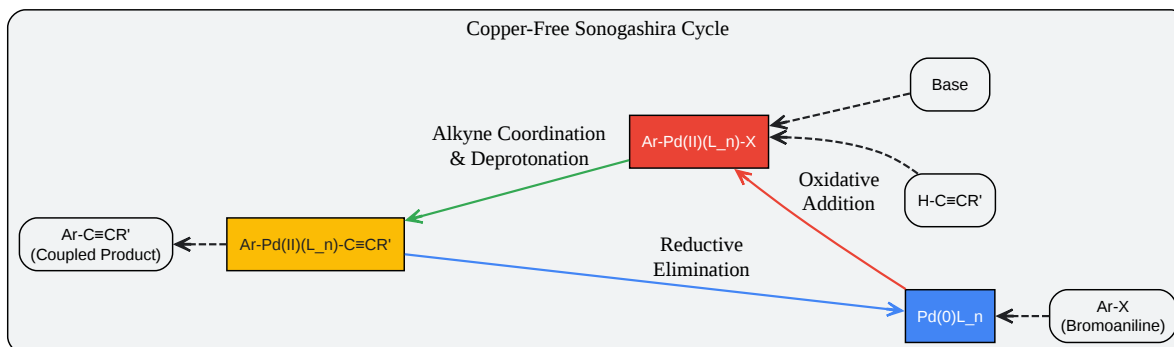 Copper-Free Sonogashira Cycle
Base
Alkyne Coordination
& Deprotonation
Ar-Pd(II)(L_n)-X
Oxidative
Addition
H-C≡CR'
Ar-C≡CR'
(Coupled Product)
Ar-Pd(II)(L_n)-C≡CR'
Reductive
Elimination
Pd(0)L_n
Ar-X
(Bromoaniline)